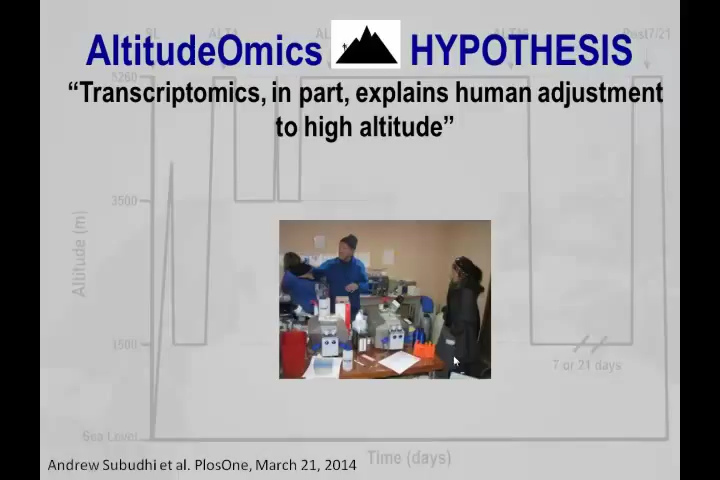 AltitudeOmics HYPOTHESIS
“Transcriptomics, in part, explains human adjustment
to high altitude”
5260
3500
Altitude (m)
1500
7 or 21 days
Sea Level
Time (days)
Andrew Subudhi et al. PlosOne, March 21, 2014